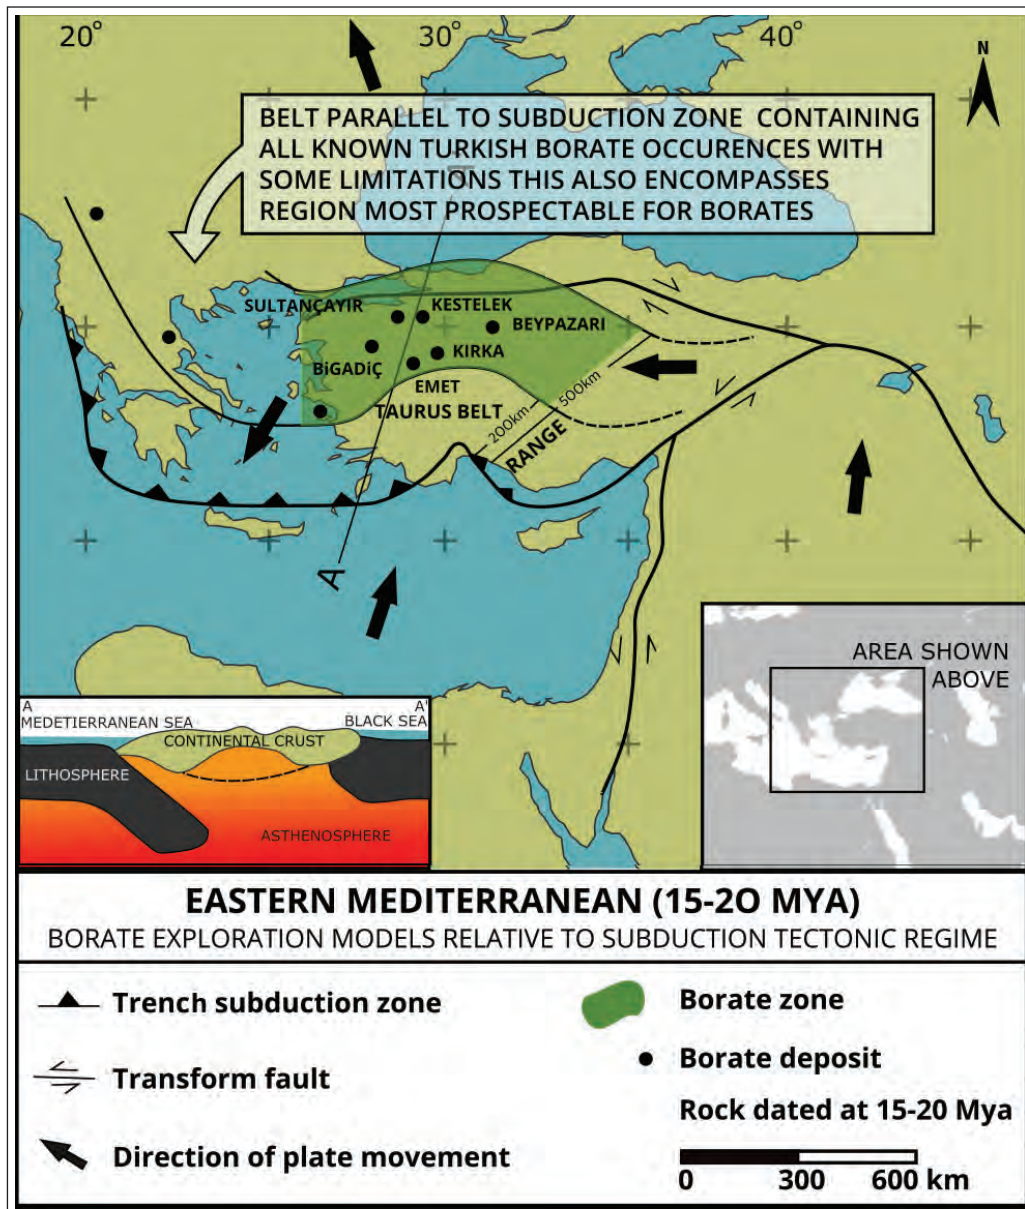 20°
30°
40°
N
BELT PARALLEL TO SUBDUCTION ZONE CONTAINING
ALL KNOWN TURKISH BORATE OCCURENCES WITH
SOME LIMITATIONS THIS ALSO ENCOMPASSES
REGION MOST PROSPECTABLE FOR BORATES
SULTANÇAYIR
KESTELEK
BEYPAZARI
BİGADİÇ
KIRKA
EMET
TAURUS BELT
200km
500km
RANGE
A
AREA SHOWN
ABOVE
A
A'
MEDETIERRANEAN SEA
BLACK SEA
CONTINENTAL CRUST
LITHOSPHERE
ASTHENOSPHERE
EASTERN MEDITERRANEAN (15-2O MYA)
BORATE EXPLORATION MODELS RELATIVE TO SUBDUCTION TECTONIC REGIME
Trench subduction zone
Borate zone
Transform fault
Borate deposit
Rock dated at 15-20 Mya
Direction of plate movement
0 300 600 km